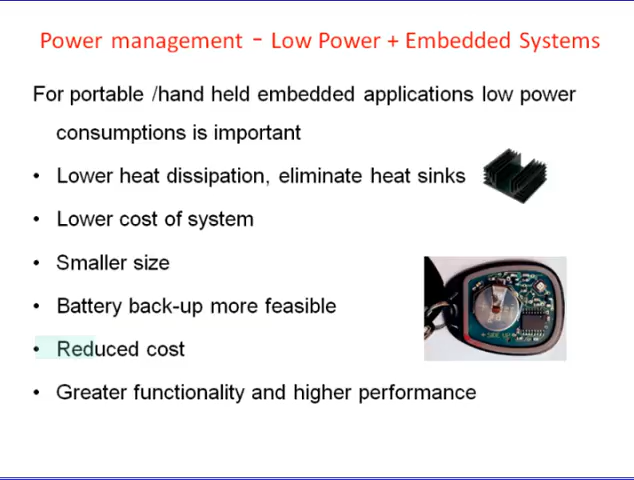 Power management - Low Power + Embedded Systems
For portable /hand held embedded applications low power
consumptions is important
• Lower heat dissipation, eliminate heat sinks
• Lower cost of system
• Smaller size
• Battery back-up more feasible
• Reduced cost
• Greater functionality and higher performance